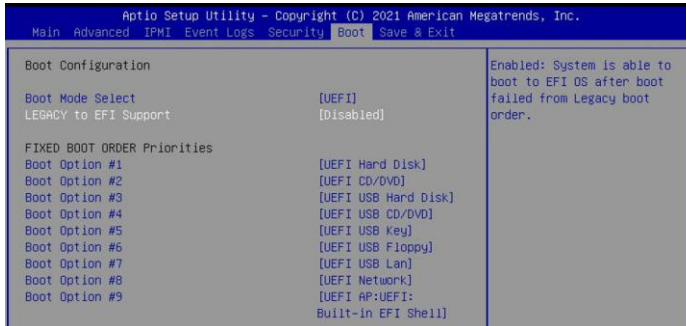 Aptio Setup Utility – Copyright (C) 2021 American Megatrends, Inc.
Main Advanced IPMI Event Logs Security Boot Save & Exit
Boot Configuration
Boot Mode Select [UEFI]
LEGACY to EFI Support [Disabled]
FIXED BOOT ORDER Priorities
Boot Option #1 [UEFI Hard Disk]
Boot Option #2 [UEFI CD/DVD]
Boot Option #3 [UEFI USB Hard Disk]
Boot Option #4 [UEFI USB CD/DVD]
Boot Option #5 [UEFI USB Key]
Boot Option #6 [UEFI USB Floppy]
Boot Option #7 [UEFI USB Lan]
Boot Option #8 [UEFI Network]
Boot Option #9 [UEFI AP:UEFI:
Built-in EFI Shell]
Enabled: System is able to
boot to EFI OS after boot
failed from Legacy boot
order.